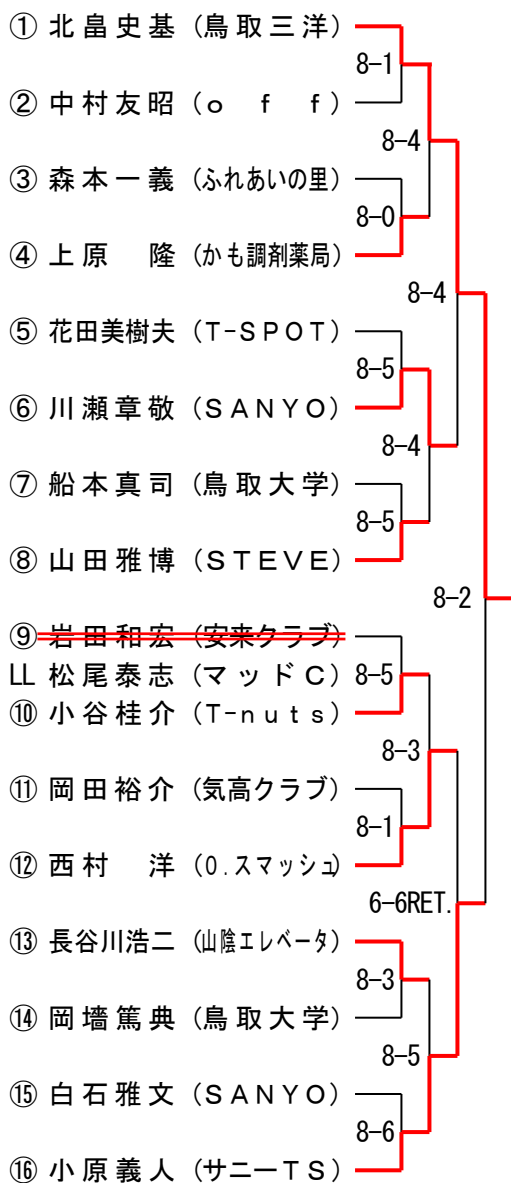 ① 北畠史基 (鳥取三洋)
8-1
② 中村友昭 (ｏｆｆ)
8-4
③ 森本一義 (ふれあいの里)
8-0
④ 上原　隆 (かも調剤薬局)
8-4
⑤ 花田美樹夫 (T-SPOT)
8-5
⑥ 川瀬章敬 (SANYO)
8-4
⑦ 船本真司 (鳥取大学)
8-5
⑧ 山田雅博 (STEVE)
8-2
⑨ 岩田和宏 (安来クラブ)
LL 松尾泰志 (マッドC) 8-5
⑩ 小谷桂介 (T-nuts)
8-3
⑪ 岡田裕介 (気高クラブ)
8-1
⑫ 西村　洋 (O.スマッシュ)
6-6RET.
⑬ 長谷川浩二 (山陰エレベータ)
8-3
⑭ 岡墻篤典 (鳥取大学)
8-5
⑮ 白石雅文 (SANYO)
8-6
⑯ 小原義人 (サニーTS)